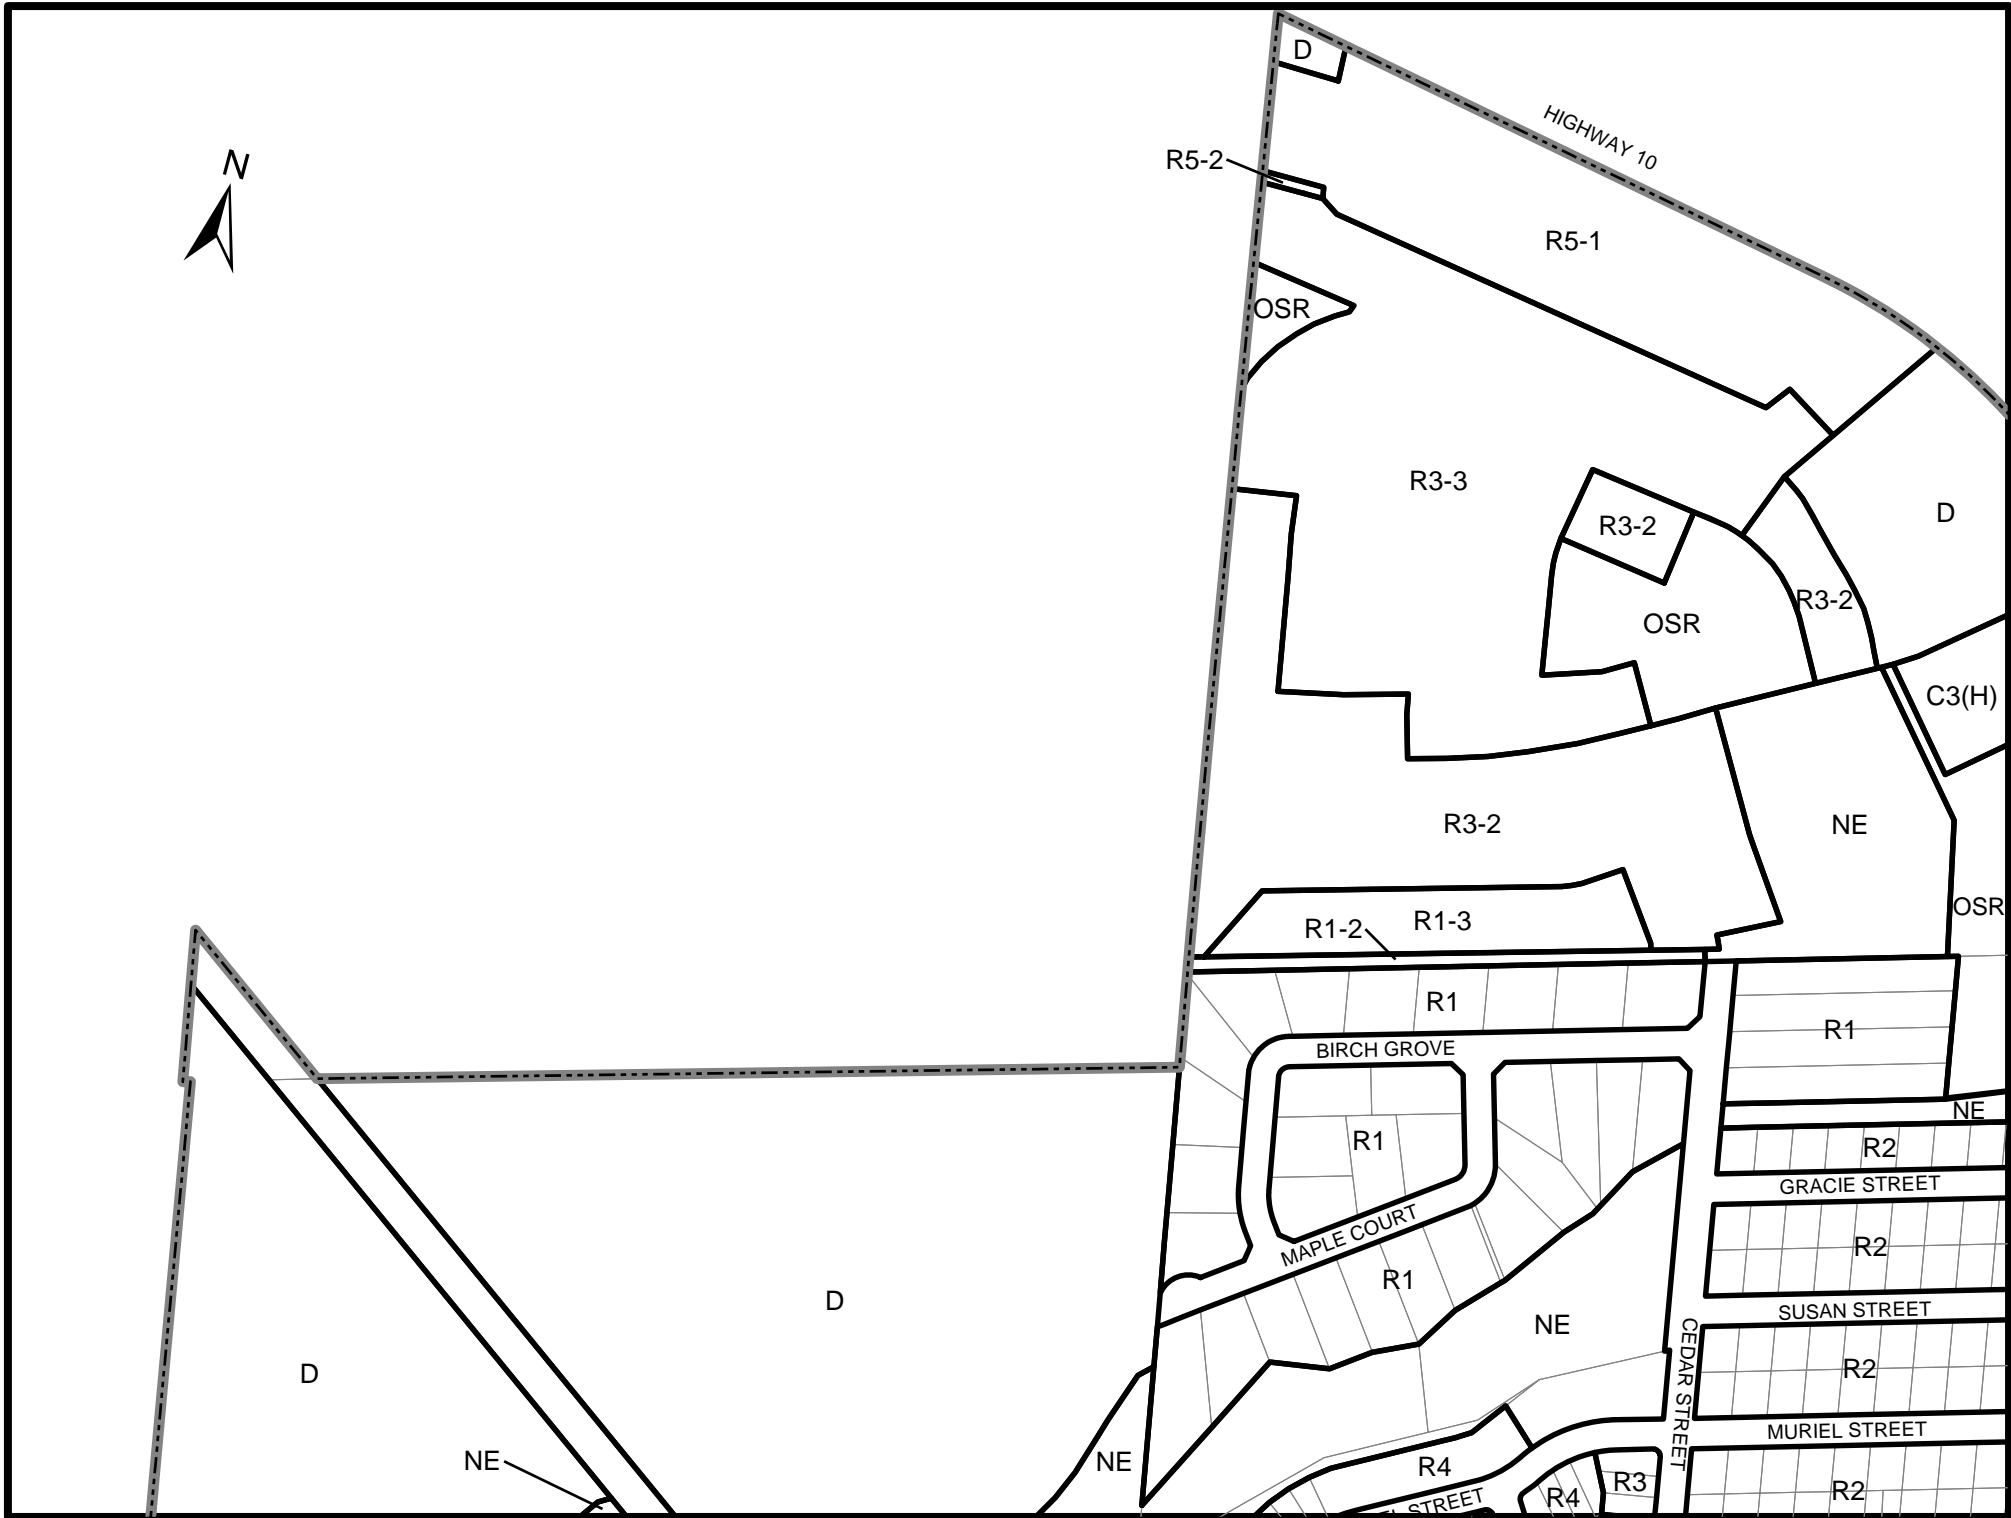 D
HIGHWAY 10
N
R5-2
R5-1
OSR
R3-3
R3-2
D
R3-2
OSR
C3(H)
R3-2
NE
OSR
R1-3
R1-2
R1
R1
BIRCH GROVE
NE
R1
R2
GRACIE STREET
MAPLE COURT
R2
R1
D
SUSAN STREET
NE
CEDAR STREET
D
R2
MURIEL STREET
NE
NE
R4
R3
R4
R2
EL STREET